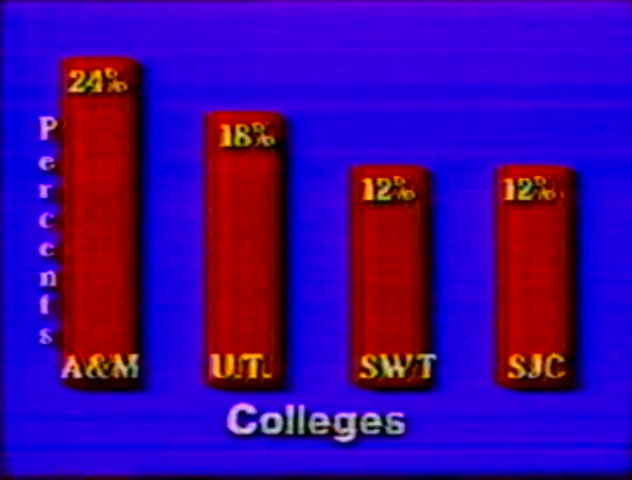 24%
18%
12%
12%
Percents
A&M
U.T.
SWT
SJC
Colleges